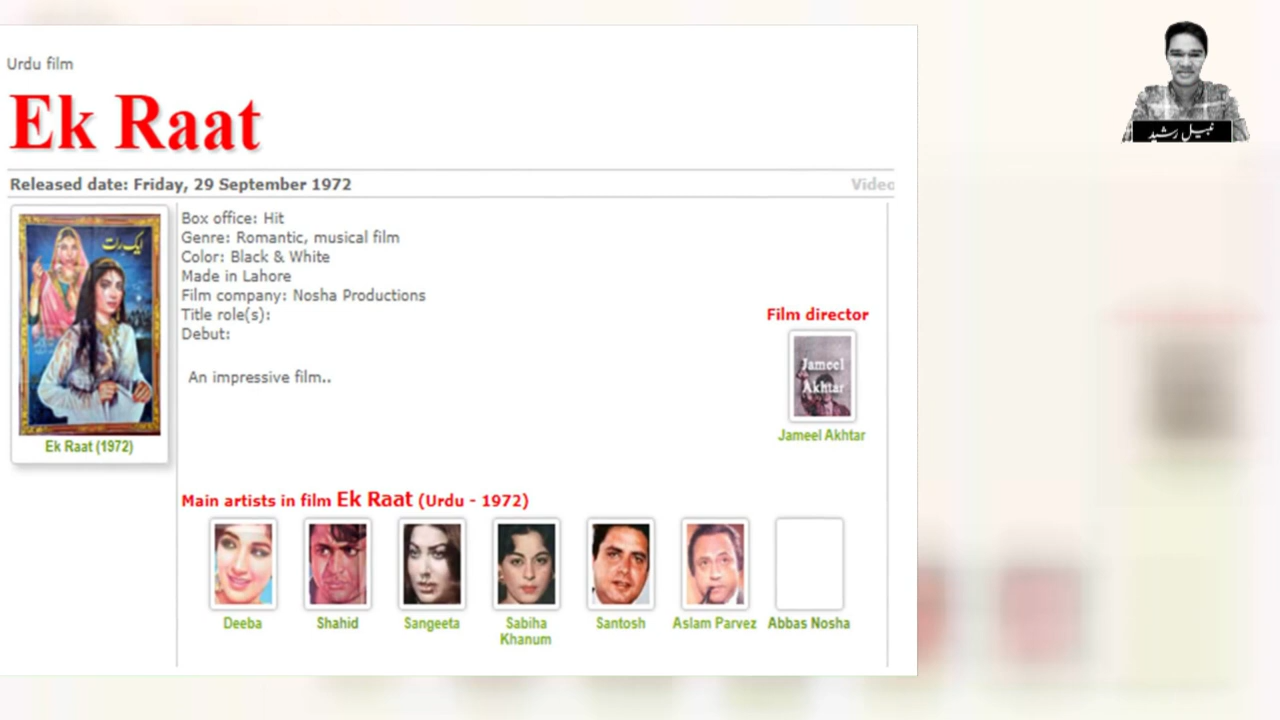 Urdu film
Ek Raat
Released date: Friday, 29 September 1972
Video
Box office: Hit
Genre: Romantic, musical film
Color: Black & White
Made in Lahore
Film company: Nosha Productions
Title role(s):
Debut:
An impressive film..
ایک رات
Ek Raat (1972)
Film director
Jameel
Akhtar
Jameel Akhtar
Main artists in film Ek Raat (Urdu - 1972)
Deeba
Shahid
Sangeeta
Sabiha
Khanum
Santosh
Aslam Parvez
Abbas Nosha
نبیل رشید